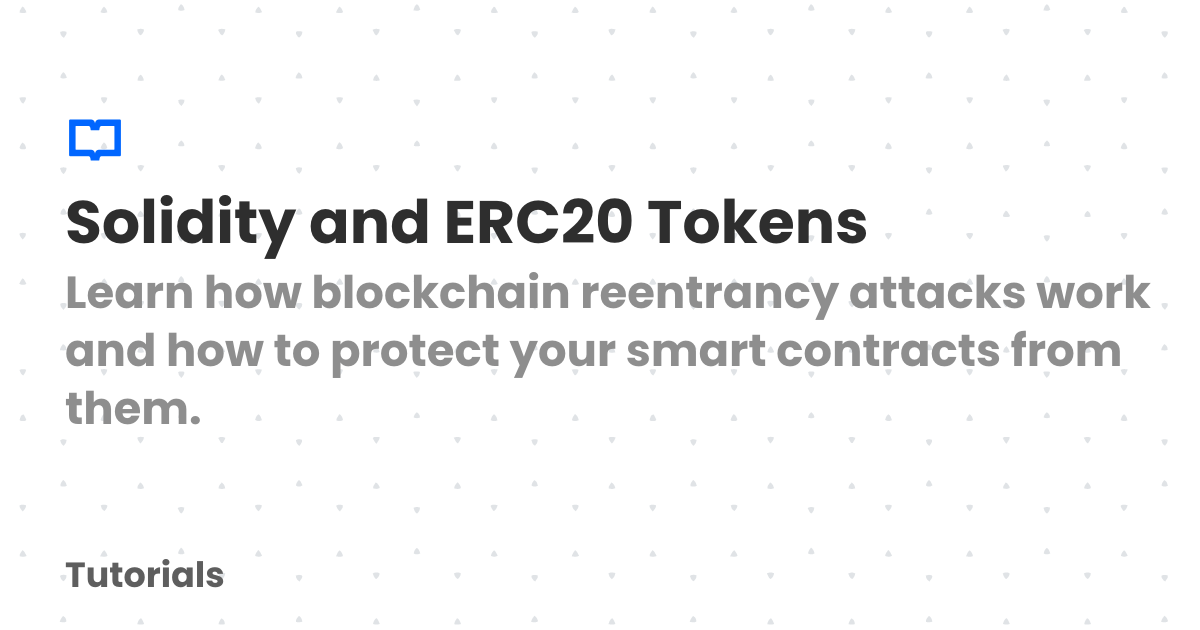 Solidity and ERC20 Tokens
Learn how blockchain reentrancy attacks work
and how to protect your smart contracts from
them.
Tutorials